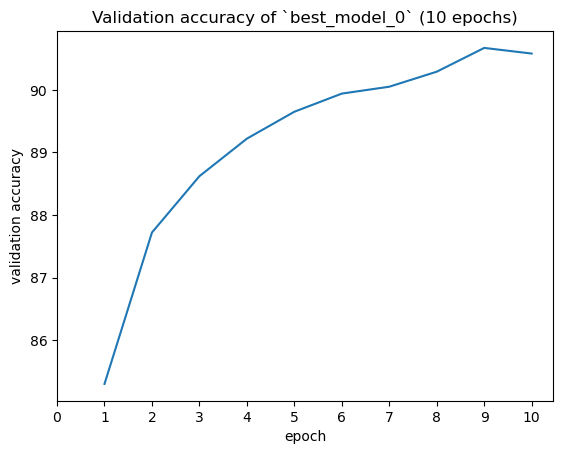 Validation accuracy of `best_model_0` (10 epochs)
validation accuracy
90
89
88
87
86
0 1 2 3 4 5 6 7 8 9 10
epoch